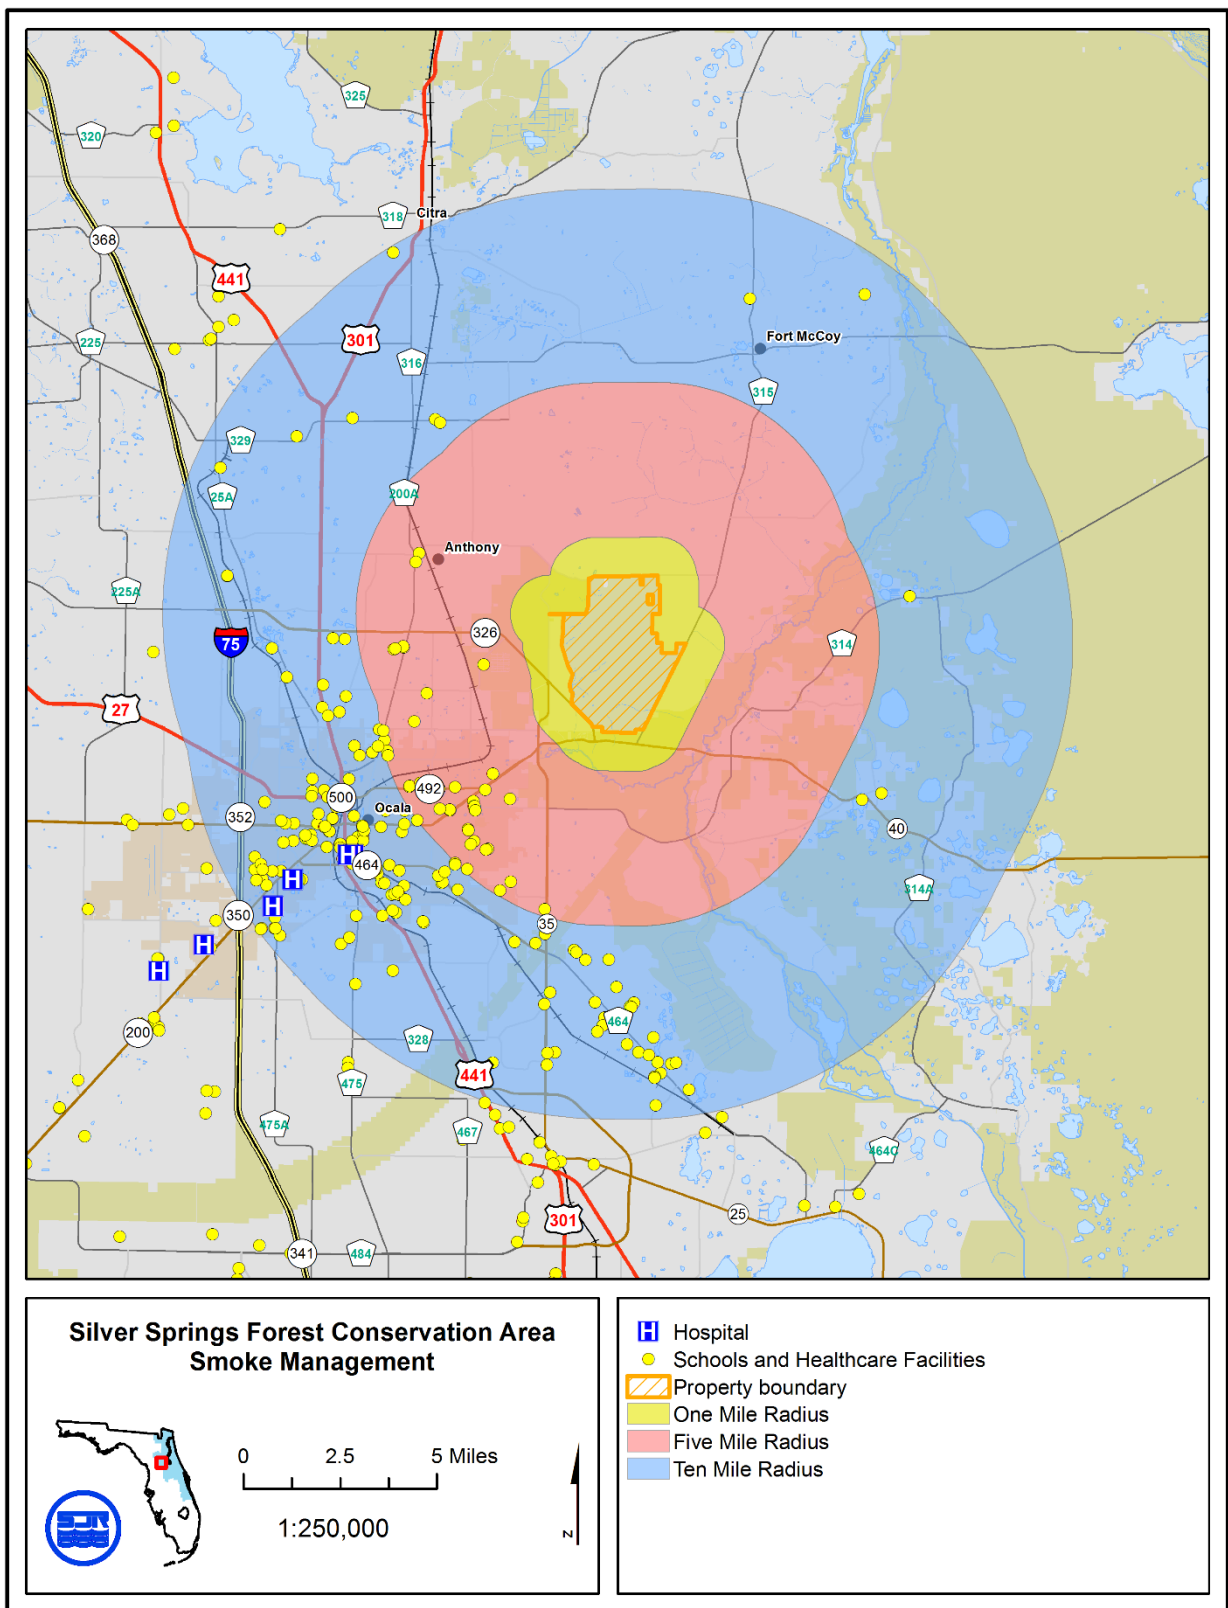 325
320
318 Citra
368
441
225
301
316
Fort McCoy
315
329
25A
200A
Anthony
225A
326
75
314
27
492
500
Ocala
352
40
464
314A
350
35
200
464
328
441
475
475A
467
464C
301
25
341
484
Silver Springs Forest Conservation Area
Smoke Management
0 2.5 5 Miles
1:250,000
N
SJR
H Hospital
Schools and Healthcare Facilities
Property boundary
One Mile Radius
Five Mile Radius
Ten Mile Radius